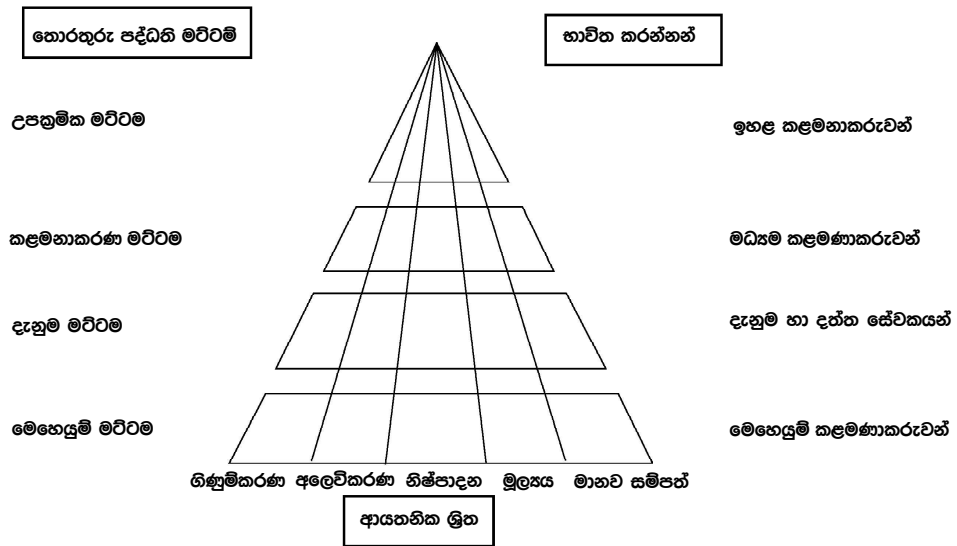 තොරතුරු පද්ධති මට්ටම්
භාවිත කරන්නන්
උපක්‍රමික මට්ටම
ඉහළ කළමනාකරුවන්
කළමනාකරණ මට්ටම
මධ්‍යම කළමණාකරුවන්
දැනුම මට්ටම
දැනුම හා දත්ත සේවකයන්
මෙහෙයුම් මට්ටම
මෙහෙයුම් කළමණාකරුවන්
ගිණුම්කරණ අලෙවිකරණ නිෂ්පාදන මූල්‍යය මානව සම්පත්
ආයතනික ශ්‍රිත